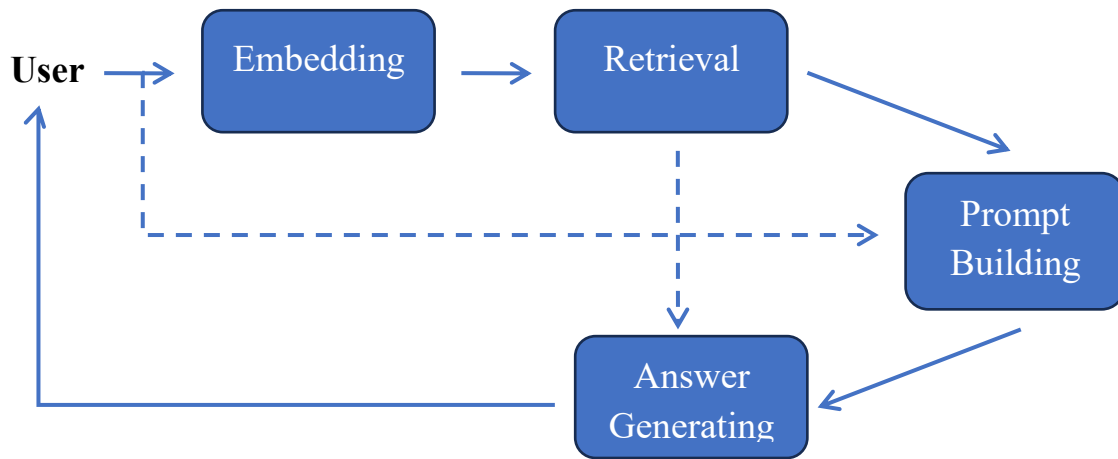 User
Embedding
Retrieval
Prompt
Building
Answer
Generating